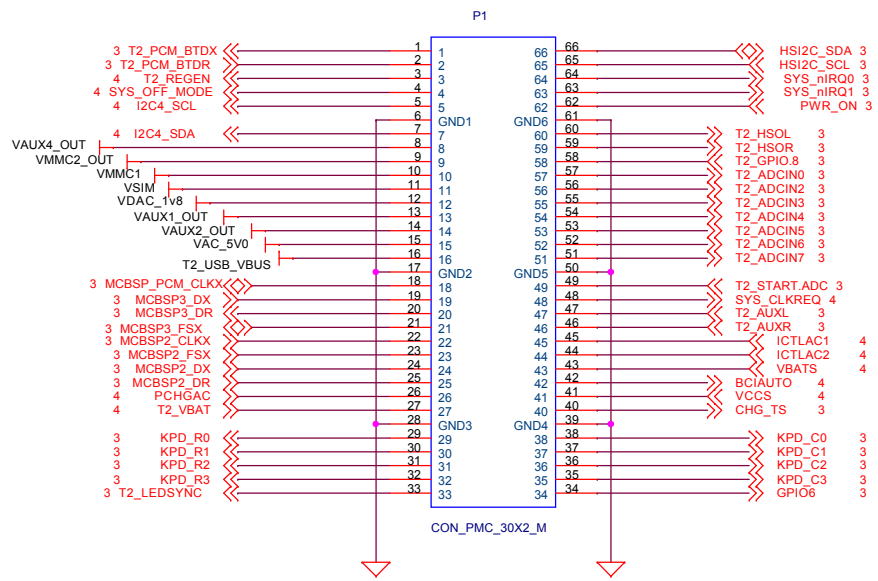 P1
3 T2_PCM_BTDX 1 1 66 66 HSI2C_SDA 3
3 T2_PCM_BTDR 2 2 65 65 HSI2C_SCL 3
4 T2_REGEN 3 3 64 64 SYS_nIRQ0 3
4 SYS_OFF_MODE 4 4 63 63 SYS_nIRQ1 3
4 I2C4_SCL 5 5 62 62 PWR_ON 3
6 GND1 GND6 61
4 I2C4_SDA 7 7 60 60 T2_HSOL 3
VAUX4_OUT 8 8 59 59 T2_HSOR 3
VMMC2_OUT 9 9 58 58 T2_GPIO.8 3
VMMC1 10 10 57 57 T2_ADCIN0 3
VSIM 11 11 56 56 T2_ADCIN2 3
VDAC_1v8 12 12 55 55 T2_ADCIN3 3
VAUX1_OUT 13 13 54 54 T2_ADCIN4 3
VAUX2_OUT 14 14 53 53 T2_ADCIN5 3
VAC_5V0 15 15 52 52 T2_ADCIN6 3
T2_USB_VBUS 16 16 51 51 T2_ADCIN7 3
17 GND2 GND5 50
3 MCBSP_PCM_CLKX 18 18 49 49 T2_START.ADC 3
3 MCBSP3_DX 19 19 48 48 SYS_CLKREQ 4
3 MCBSP3_DR 20 20 47 47 T2_AUXL 3
3 MCBSP3_FSX 21 21 46 46 T2_AUXR 3
3 MCBSP2_CLKX 22 22 45 45 ICTLAC1 4
3 MCBSP2_FSX 23 23 44 44 ICTLAC2 4
3 MCBSP2_DX 24 24 43 43 VBATS 4
3 MCBSP2_DR 25 25 42 42 BCIAUTO 4
4 PCHGAC 26 26 41 41 VCCS 4
4 T2_VBAT 27 27 40 40 CHG_TS 3
28 GND3 GND4 39
3 KPD_R0 29 29 38 38 KPD_C0 3
3 KPD_R1 30 30 37 37 KPD_C1 3
3 KPD_R2 31 31 36 36 KPD_C2 3
3 KPD_R3 32 32 35 35 KPD_C3 3
3 T2_LEDSYNC 33 33 34 34 GPIO6 3
CON_PMC_30X2_M